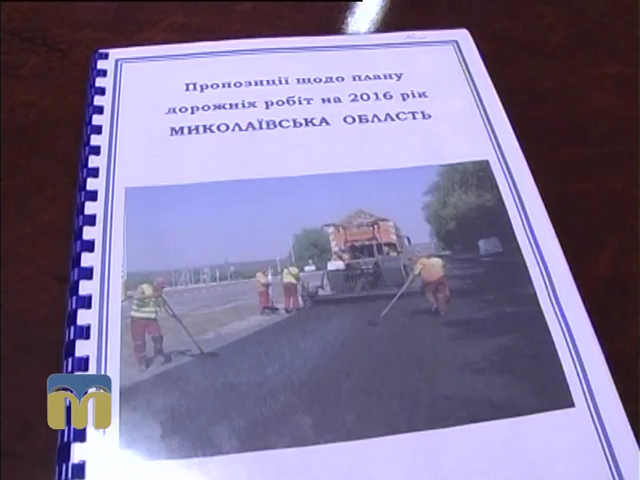 Пропозиції щодо плану
дорожніх робіт на 2016 рік
МИКОЛАЇВСЬКА ОБЛАСТЬ